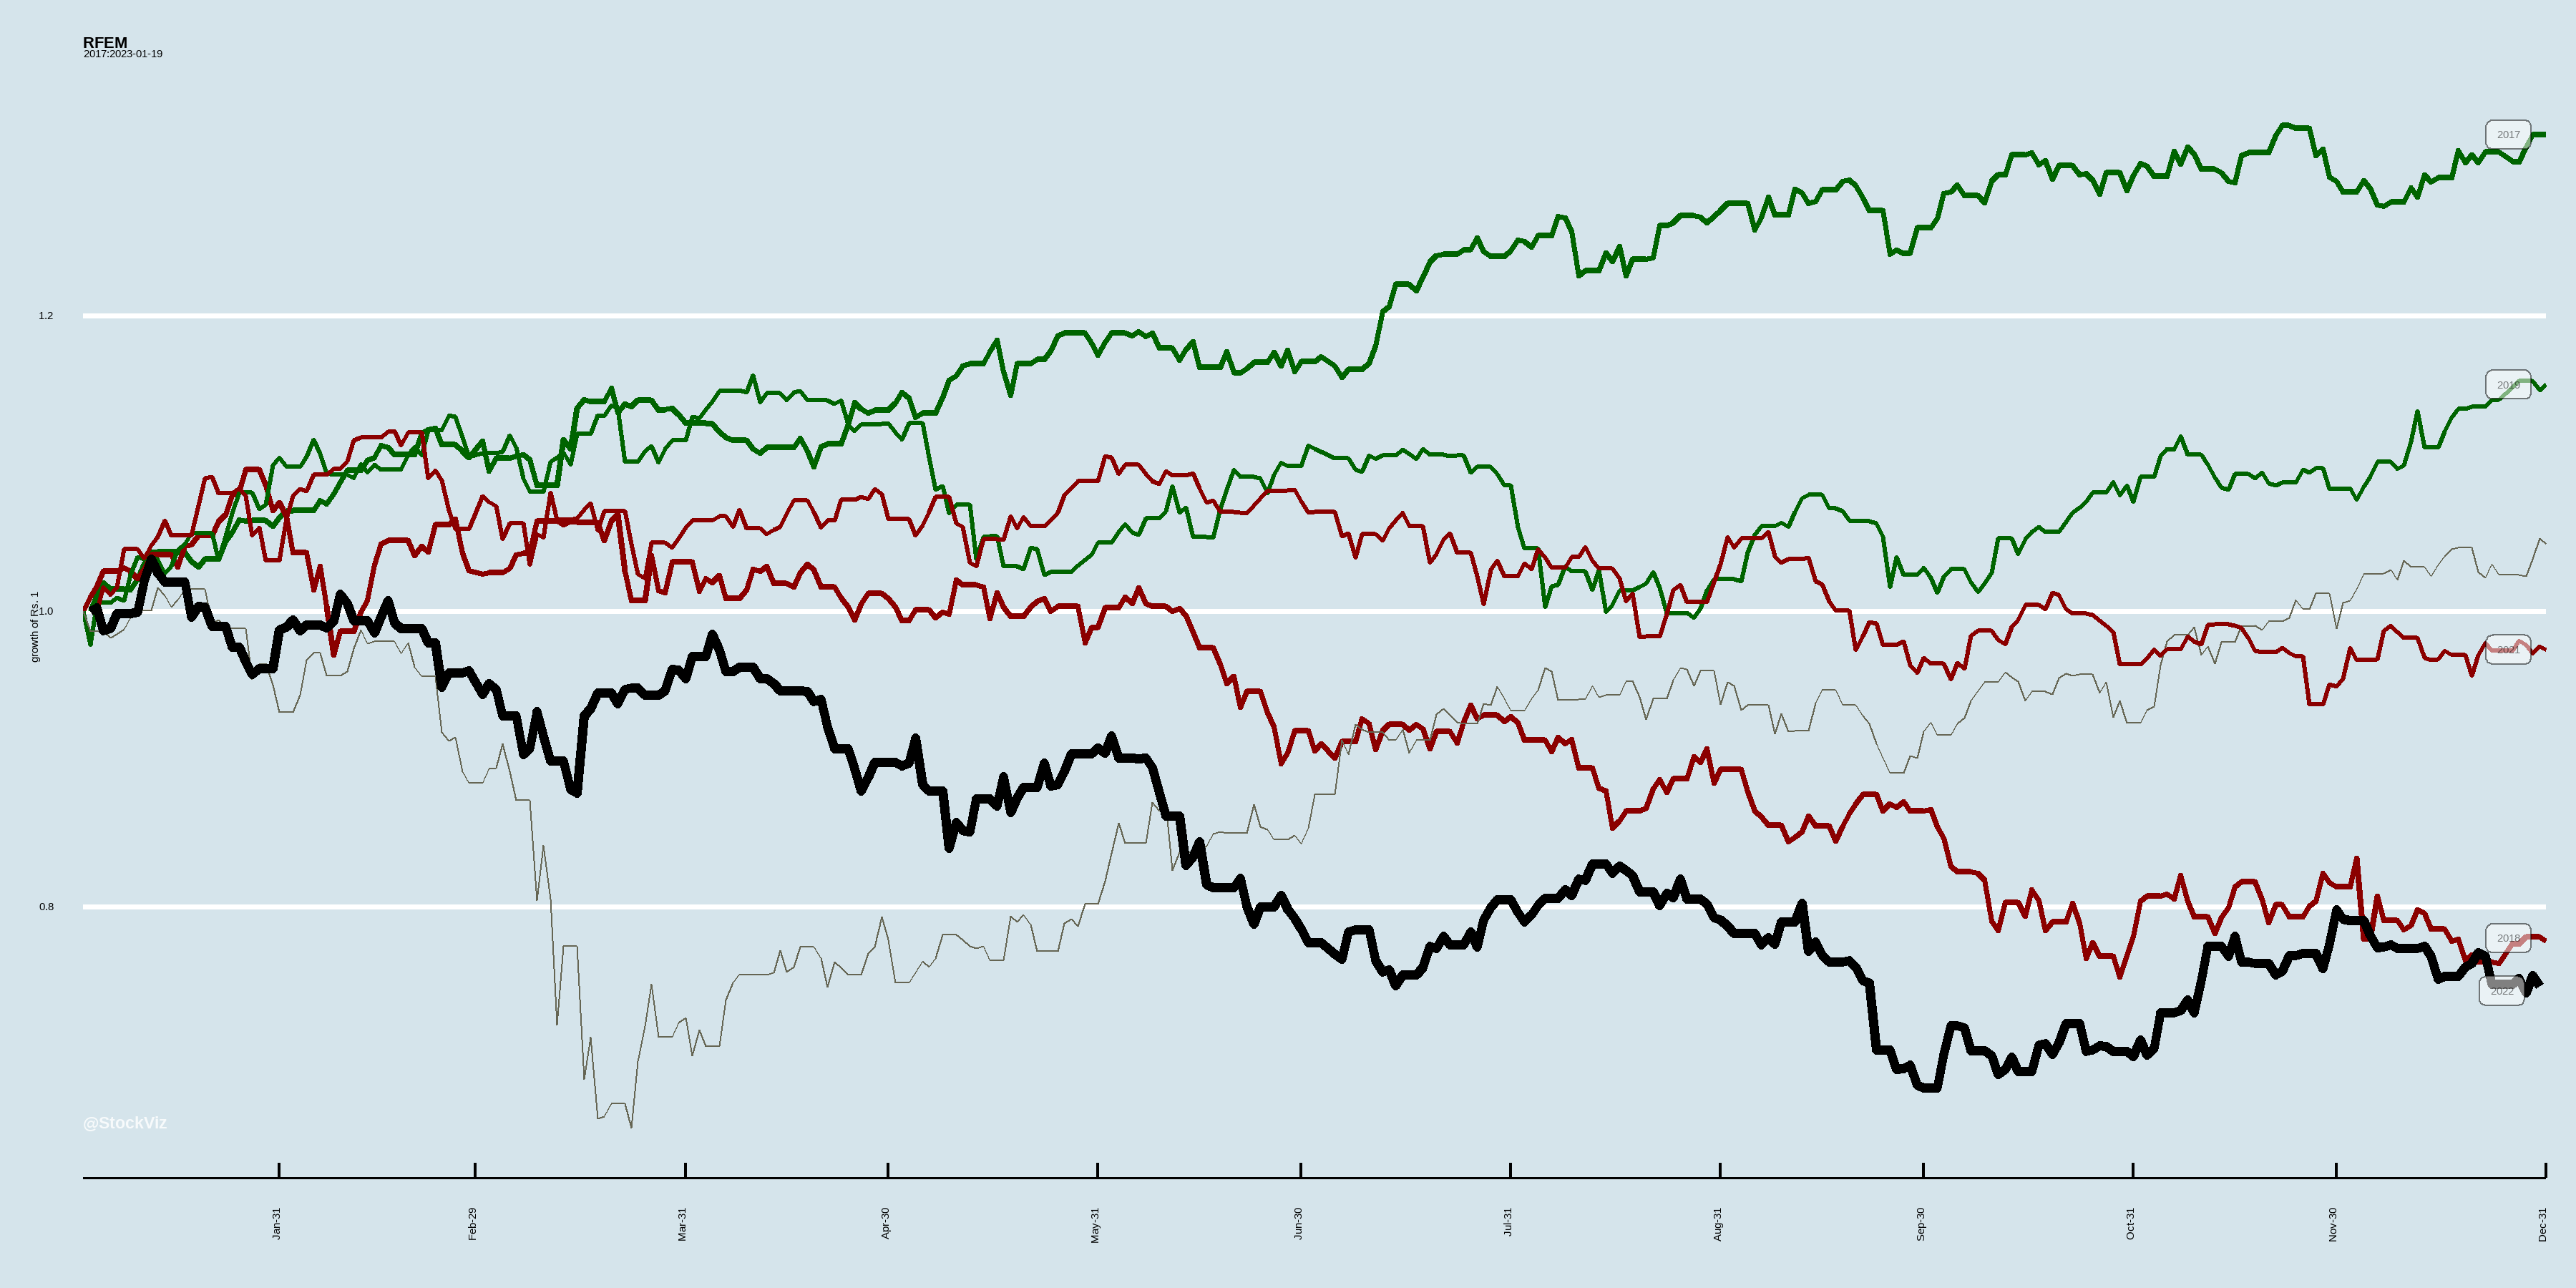 RFEM
2017:2023-01-19
2017
1.2
2019
1.0
growth of Rs. 1
2021
0.8
2018
2022
@StockViz
Jan-31
Feb-29
Mar-31
Apr-30
May-31
Jun-30
Jul-31
Aug-31
Sep-30
Oct-31
Nov-30
Dec-31